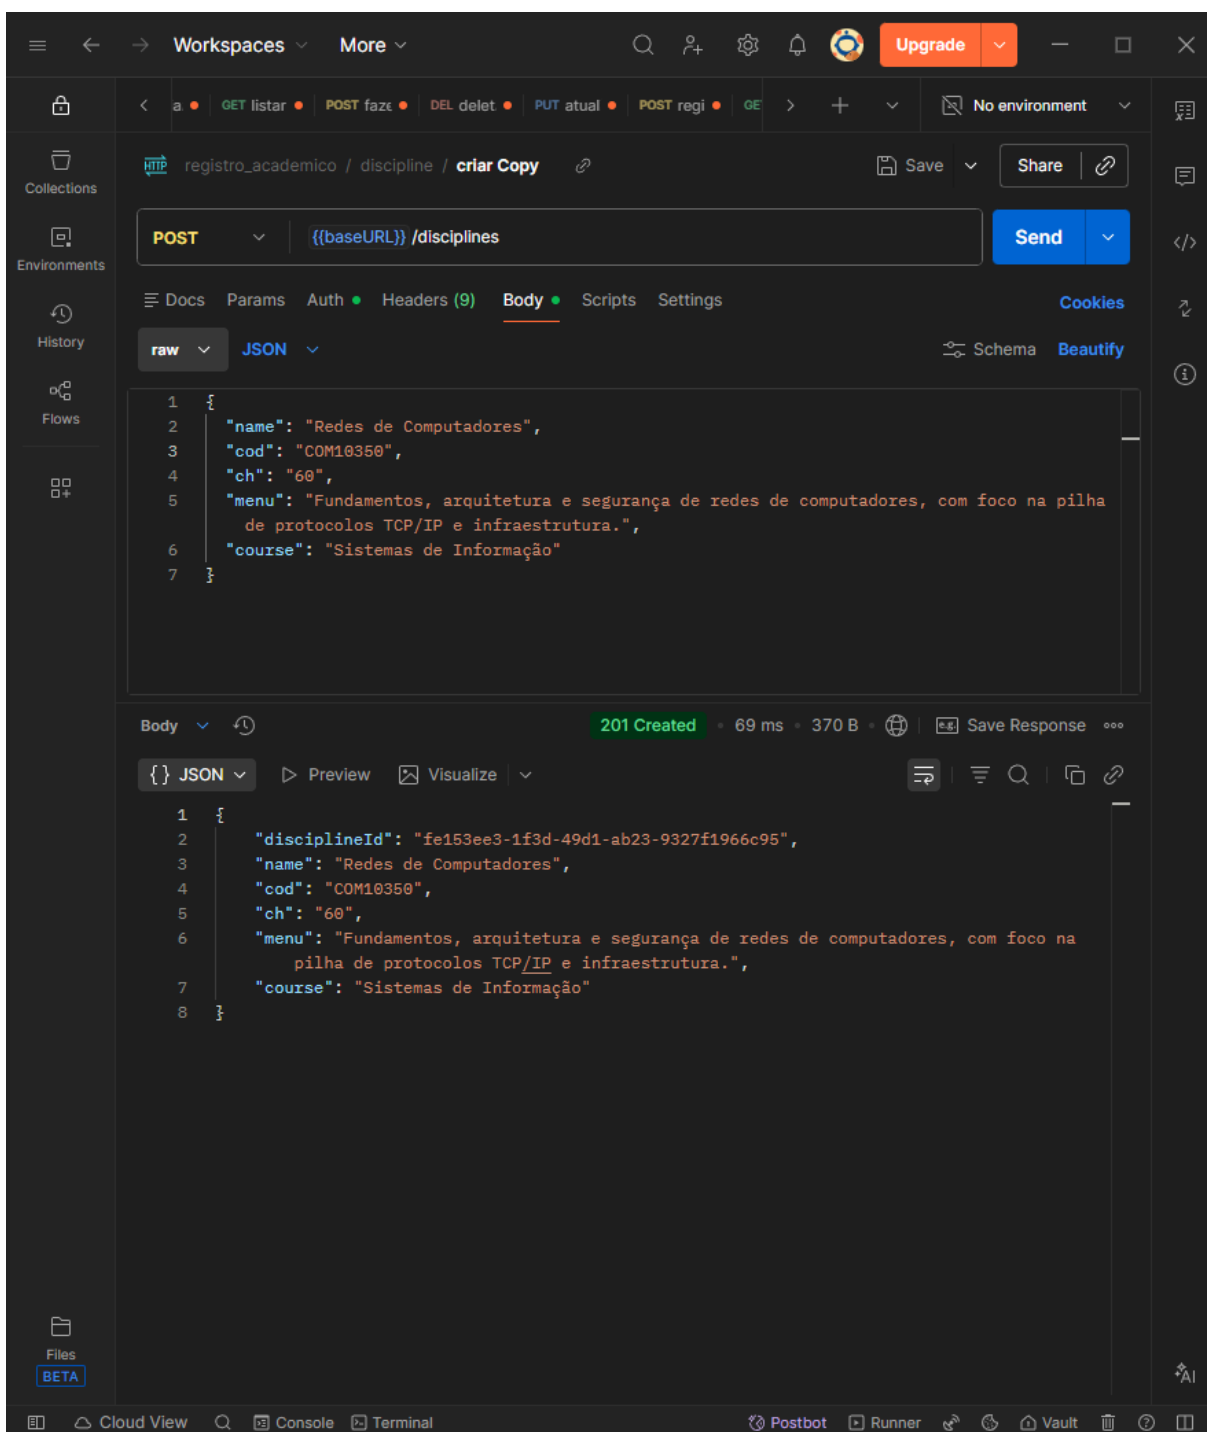 Workspaces More Upgrade
a. GET listar POST faze DEL delet. PUT atual POST regi GE No environment
HTTP registro_academico / discipline / criar Copy Save Share
Collections
POST {{baseURL}} /disciplines Send
Environments
Docs Params Auth Headers (9) Body Scripts Settings Cookies
History
raw JSON Schema Beautify
Flows
1 {
2 "name": "Redes de Computadores",
3 "cod": "COM10350",
4 "ch": "60",
5 "menu": "Fundamentos, arquitetura e segurança de redes de computadores, com foco na pilha
de protocolos TCP/IP e infraestrutura.",
6 "course": "Sistemas de Informação"
7 }
Body 201 Created 69 ms 370 B e.g. Save Response
{} JSON Preview Visualize
1 {
2 "disciplineId": "fe153ee3-1f3d-49d1-ab23-9327f1966c95",
3 "name": "Redes de Computadores",
4 "cod": "COM10350",
5 "ch": "60",
6 "menu": "Fundamentos, arquitetura e segurança de redes de computadores, com foco na
pilha de protocolos TCP/IP e infraestrutura.",
7 "course": "Sistemas de Informação"
8 }
Files
BETA
AI
Cloud View Console Terminal Postbot Runner Vault